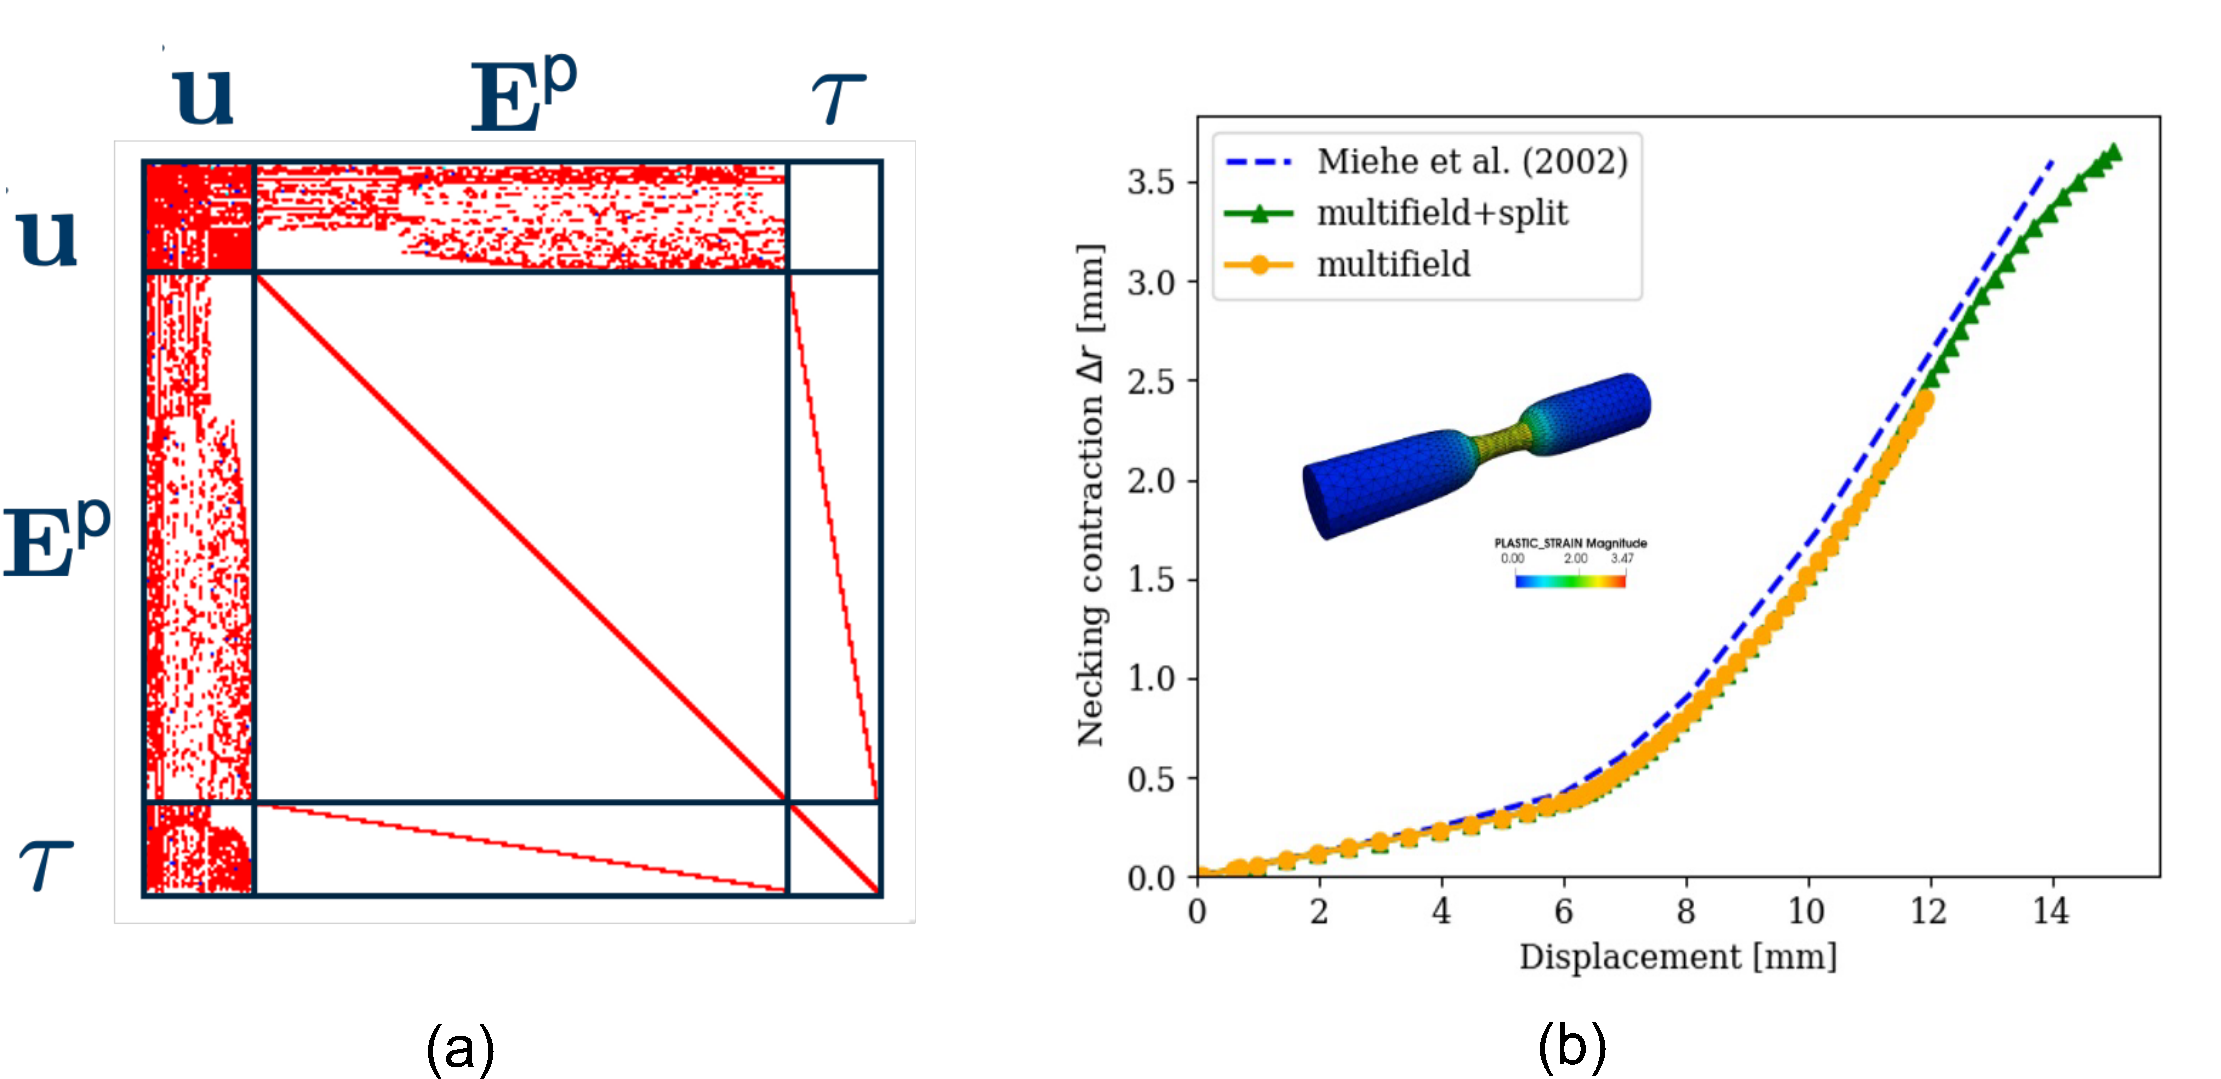 u Eᵖ τ
u
Eᵖ
τ
(a)
Miehe et al. (2002)
multifield+split
multifield
Necking contraction Δr [mm]
3.5
3.0
2.5
2.0
1.5
1.0
0.5
0.0
PLASTIC_STRAIN Magnitude
0.00 2.00 3.47
0 2 4 6 8 10 12 14
Displacement [mm]
(b)